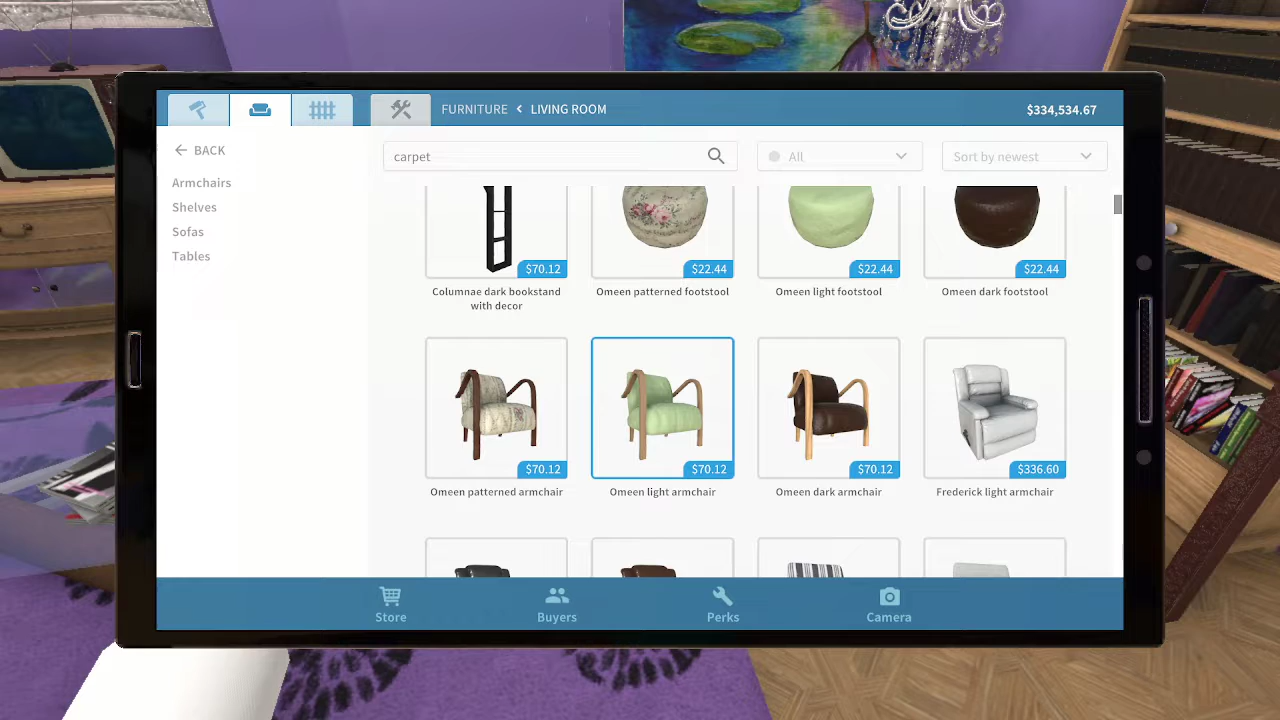 FURNITURE < LIVING ROOM
$334,534.67
BACK
carpet
All
Sort by newest
Armchairs
Shelves
Sofas
Tables
$70.12
$22.44
$22.44
$22.44
Columnae dark bookstand
with decor
Omeen patterned footstool
Omeen light footstool
Omeen dark footstool
$70.12
$70.12
$70.12
$336.60
Omeen patterned armchair
Omeen light armchair
Omeen dark armchair
Frederick light armchair
Store
Buyers
Perks
Camera